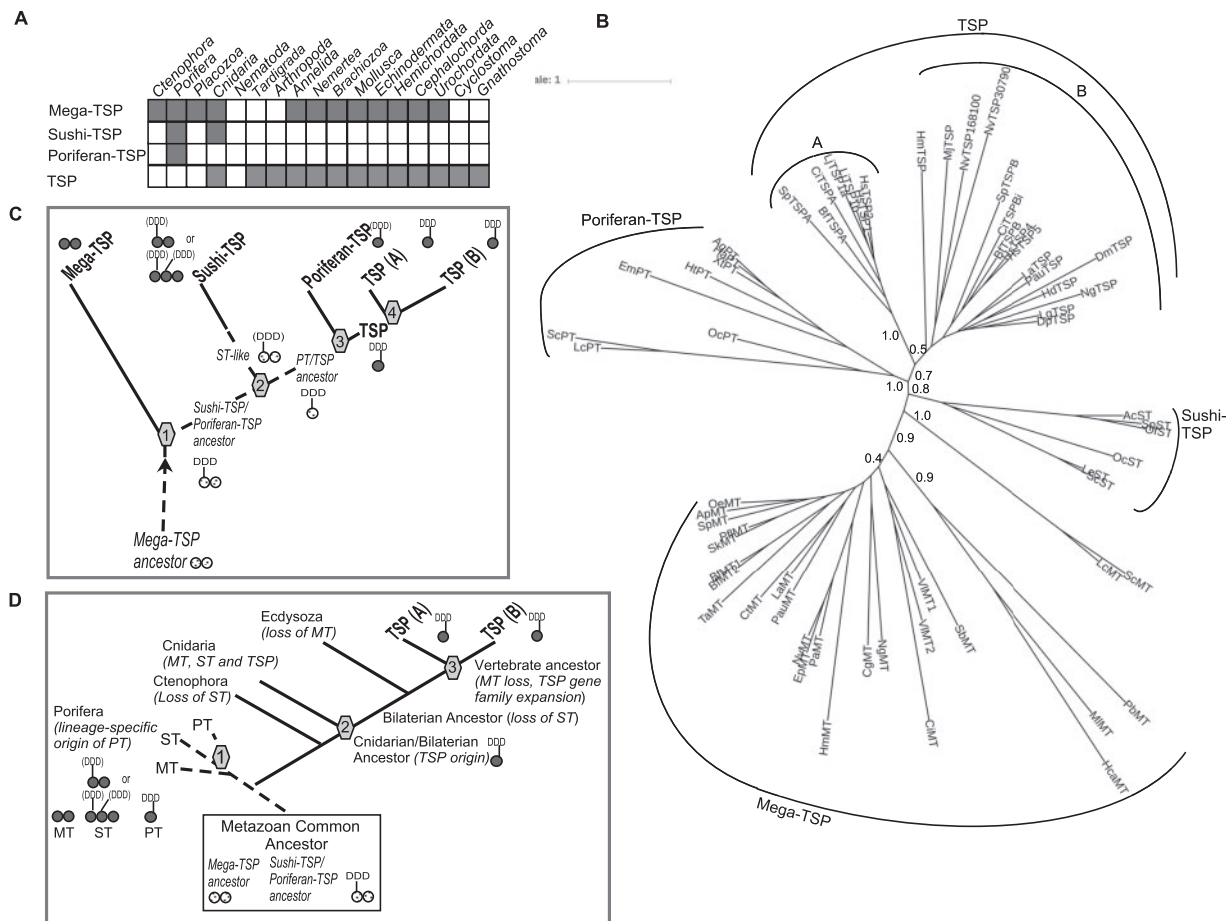 A
Ctenophora
Porifera
Placozoa
Cnidaria
Nematoda
Tardigrada
Arthropoda
Annelida
Nemertea
Brachiozoa
Mollusca
Echinodermata
Hemichordata
Cephalochorda
Urochordata
Cyclostoma
Gnathostoma
Mega-TSP
Sushi-TSP
Poriferan-TSP
TSP
B
ale: 1
TSP
B
A
HmTSP
MjTSP
NvTSP168100
NvTSP30790
SpTSPB
CiTSPBi
LaTSP
PauTSP
HdTSP
DmTSP
NgTSP
LgTSP
DpTSP
SpTSPA
CiTSPA
BfTSPA
Poriferan-TSP
EmPT
HtPT
ScPT
LcPT
OcPT
1.0
0.5
0.7
0.8
1.0
1.0
0.9
0.4
0.9
Sushi-
TSP
AcST
OcST
LcST
ScST
LcMT
ScMT
PbMT
MlMT
HcaMT
SbMT
VlMT1
VlMT2
CiMT
NgMT
CgMT
HmMT
PaMT
EpMT
PauMT
LaMT
CtMT
TaMT
BfMT2
SkMT
SpMT
ApMT
OeMT
Mega-TSP
C
Mega-TSP
(DDD)
or
(DDD) (DDD)
Sushi-TSP
Poriferan-TSP
(DDD)
TSP (A)
DDD
TSP (B)
DDD
4
3
TSP
DDD
ST-like
(DDD)
2
PT/TSP
ancestor
DDD
Sushi-TSP/
Poriferan-TSP
ancestor
1
DDD
Mega-TSP
ancestor
D
Ecdysoza
(loss of MT)
TSP (A)
DDD
TSP (B)
DDD
Cnidaria
(MT, ST and TSP)
Ctenophora
(Loss of ST)
3
Vertebrate ancestor
(MT loss, TSP gene
family expansion)
Bilaterian Ancestor (loss of ST)
2
Cnidarian/Bilaterian
Ancestor (TSP origin)
DDD
Porifera
(lineage-specific
origin of PT)
PT
ST
1
MT
(DDD)
or
(DDD) (DDD)
DDD
MT ST PT
Metazoan Common
Ancestor
Mega-TSP
ancestor
Sushi-TSP/
Poriferan-TSP
ancestor
DDD